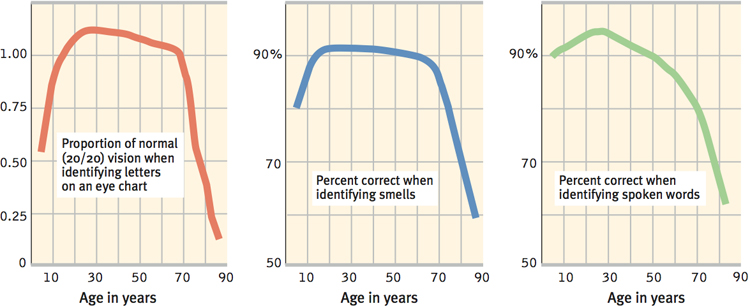 1.00
0.75
0.50
0.25
0
Proportion of normal
(20/20) vision when
identifying letters
on an eye chart
10 30 50 70 90
Age in years
90%
70
50
Percent correct when
identifying smells
10 30 50 70 90
Age in years
90%
70
50
Percent correct when
identifying spoken words
10 30 50 70 90
Age in years